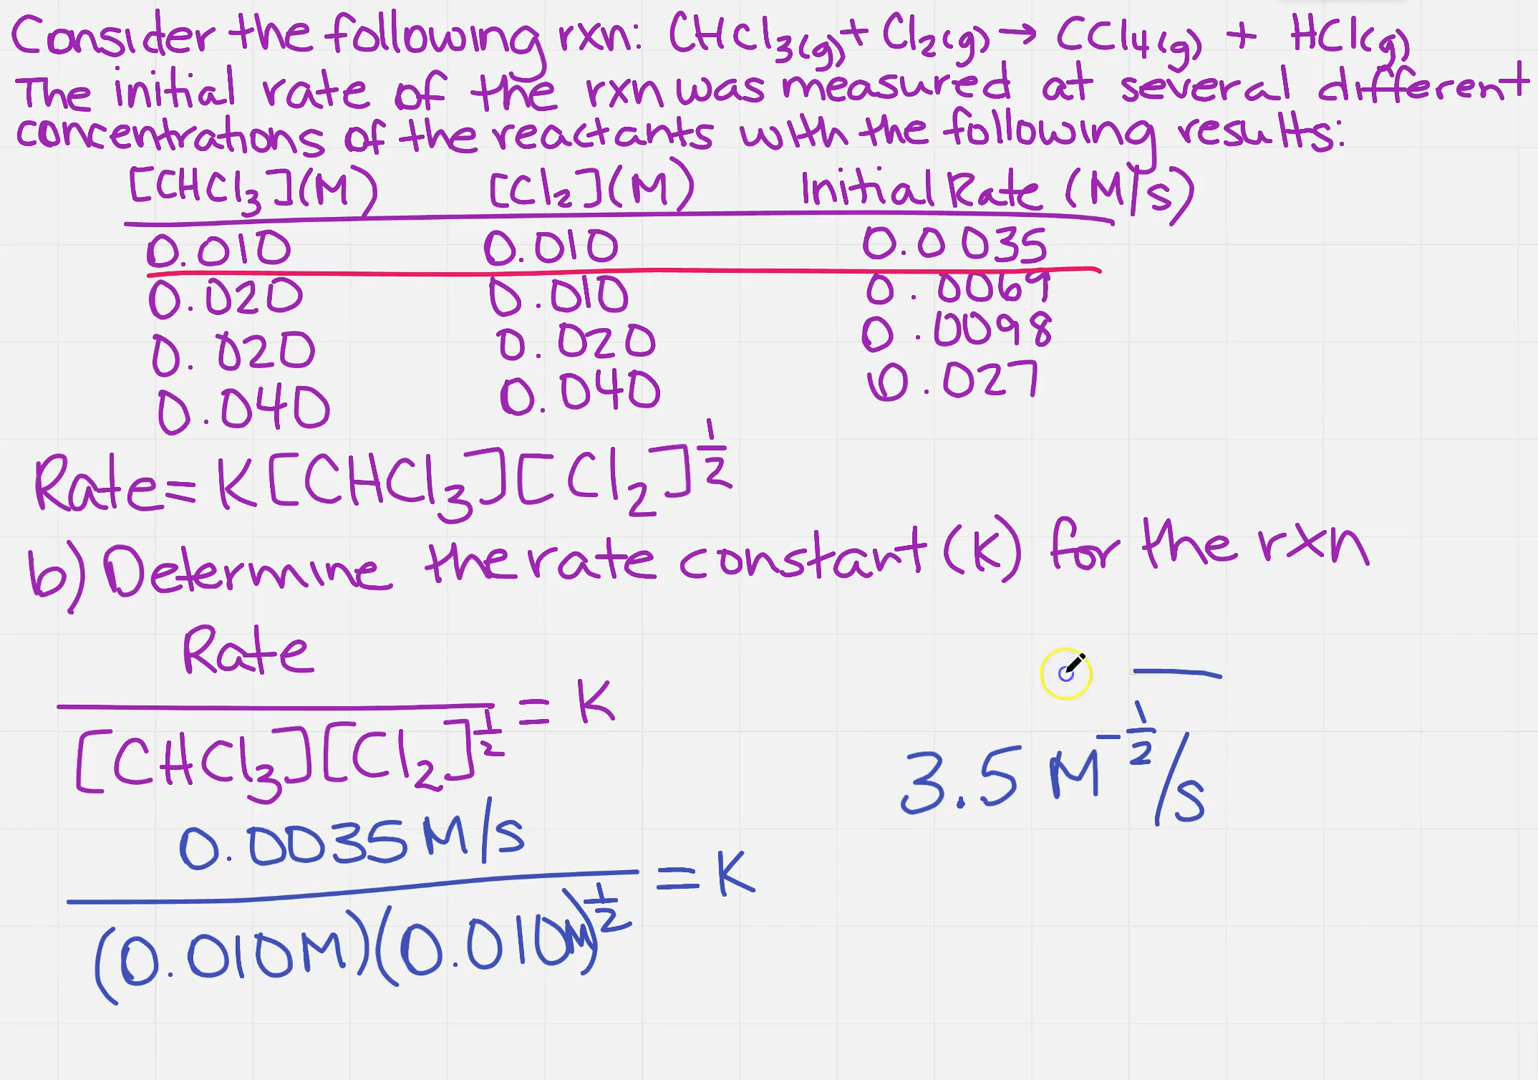 Consider the following rxn: CHCl₃(g) + Cl₂(g) → CCl₄(g) + HCl(g)
The initial rate of the rxn was measured at several different
concentrations of the reactants with the following results:
[CHCl₃](M) [Cl₂](M) Initial Rate (M/s)
0.010 0.010 0.0035
0.020 0.010 0.0069
0.020 0.020 0.0098
0.040 0.040 0.027
Rate = K[CHCl₃][Cl₂]^½
b) Determine the rate constant (K) for the rxn
Rate
[CHCl₃][Cl₂]^½ = K
0.0035 M/s
(0.010M)(0.010M)^½ = K
3.5 M^-½/s